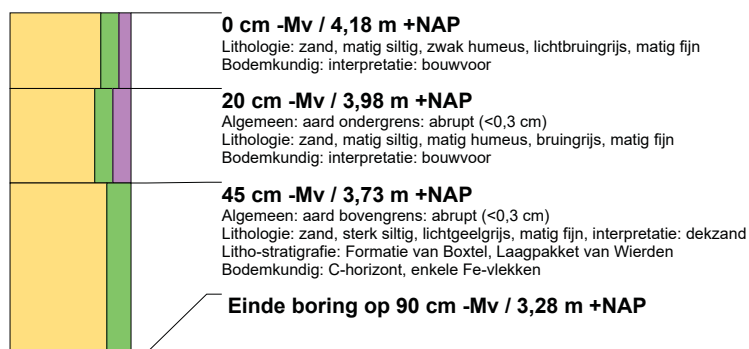 0 cm -Mv / 4,18 m +NAP
Lithologie: zand, matig siltig, zwak humeus, lichtbruingrijs, matig fijn
Bodemkundig: interpretatie: bouwvoor
20 cm -Mv / 3,98 m +NAP
Algemeen: aard ondergrens: abrupt (<0,3 cm)
Lithologie: zand, matig siltig, matig humeus, bruingrijs, matig fijn
Bodemkundig: interpretatie: bouwvoor
45 cm -Mv / 3,73 m +NAP
Algemeen: aard bovengrens: abrupt (<0,3 cm)
Lithologie: zand, sterk siltig, lichtgeelgrijs, matig fijn, interpretatie: dekzand
Litho-stratigrafie: Formatie van Boxtel, Laagpakket van Wierden
Bodemkundig: C-horizont, enkele Fe-vlekken
Einde boring op 90 cm -Mv / 3,28 m +NAP